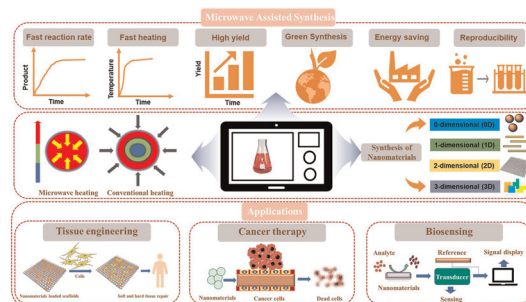 Microwave Assisted Synthesis
Fast reaction rate
Fast heating
High yield
Green Synthesis
Energy saving
Reproducibility
Product
Time
Temperature
Time
Yield
Time
Microwave heating
Conventional heating
Synthesis of
Nanomaterials
0-dimensional (0D)
1-dimensional (1D)
2-dimensional (2D)
3-dimensional (3D)
Applications
Tissue engineering
Cells
Nanomaterials loaded scaffolds
Soft and hard tissue repair
Cancer therapy
Nanomaterials
Cancer cells
Dead cells
Biosensing
Analyte
Reference
Signal display
Nanomaterials
Transducer
Sensing